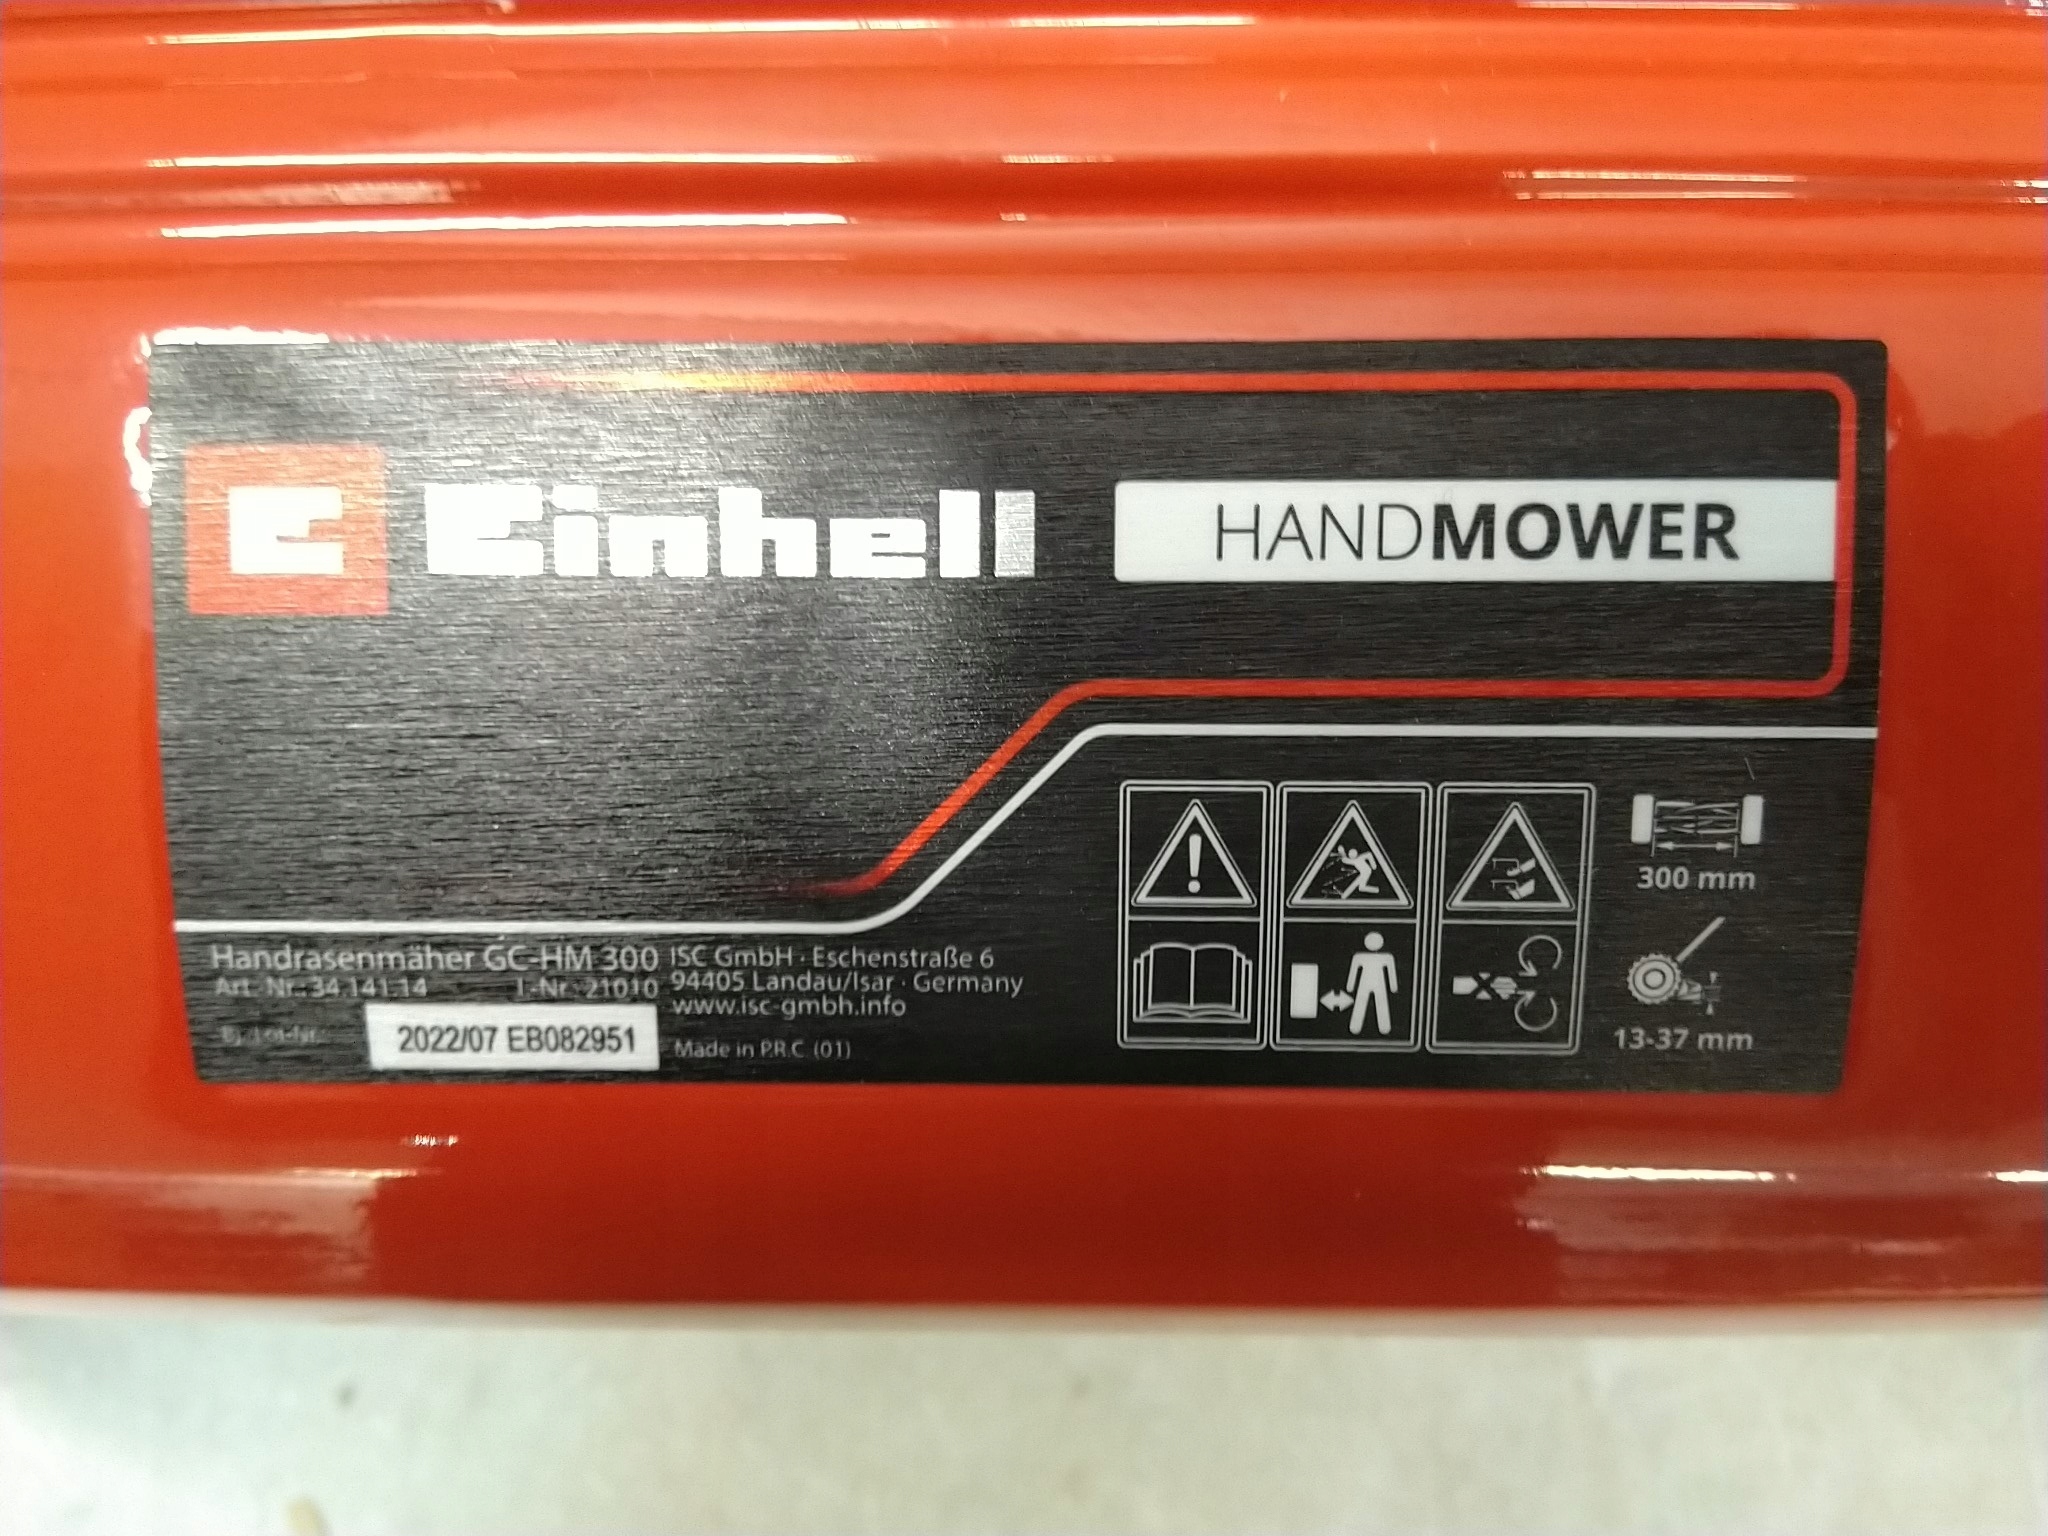 Einhell
HANDMOWER
300 mm
13-37 mm
Handrasenmäher GC-HM 300
Art. Nr.: 34.141.14 I.-Nr.: 21010
2022/07 EB082951
ISC GmbH · Eschenstraße 6
94405 Landau/Isar · Germany
www.isc-gmbh.info
Made in P.R.C (01)